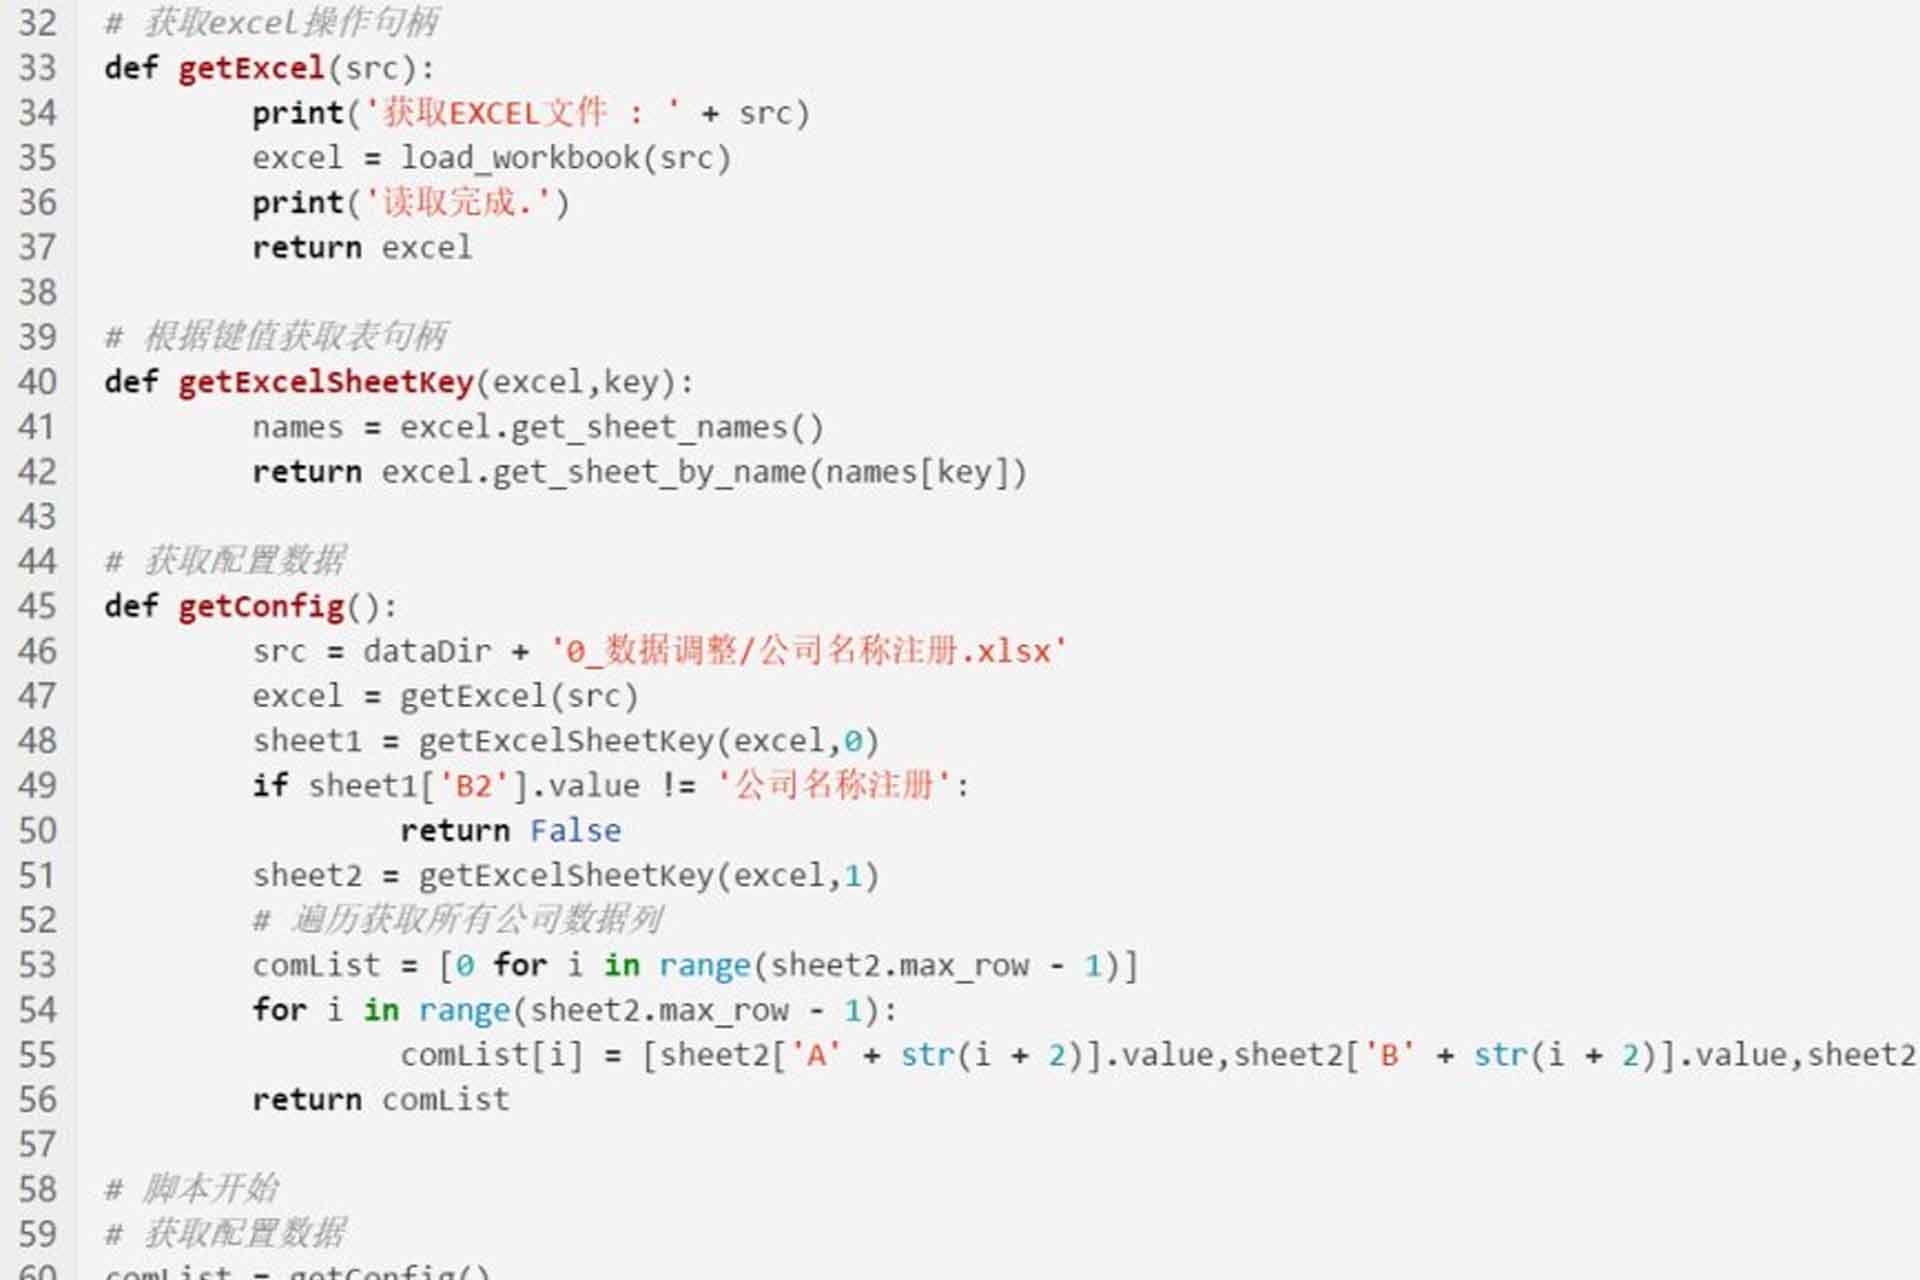 32 # 获取excel操作句柄
33 def getExcel(src):
34 print('获取EXCEL文件 : ' + src)
35 excel = load_workbook(src)
36 print('读取完成.')
37 return excel
38
39 # 根据键值获取表句柄
40 def getExcelSheetKey(excel,key):
41 names = excel.get_sheet_names()
42 return excel.get_sheet_by_name(names[key])
43
44 # 获取配置数据
45 def getConfig():
46 src = dataDir + '0_数据调整/公司名称注册.xlsx'
47 excel = getExcel(src)
48 sheet1 = getExcelSheetKey(excel,0)
49 if sheet1['B2'].value != '公司名称注册':
50 return False
51 sheet2 = getExcelSheetKey(excel,1)
52 # 遍历获取所有公司数据列
53 comList = [0 for i in range(sheet2.max_row - 1)]
54 for i in range(sheet2.max_row - 1):
55 comList[i] = [sheet2['A' + str(i + 2)].value,sheet2['B' + str(i + 2)].value,sheet2
56 return comList
57
58 # 脚本开始
59 # 获取配置数据
60 comList = getConfig()